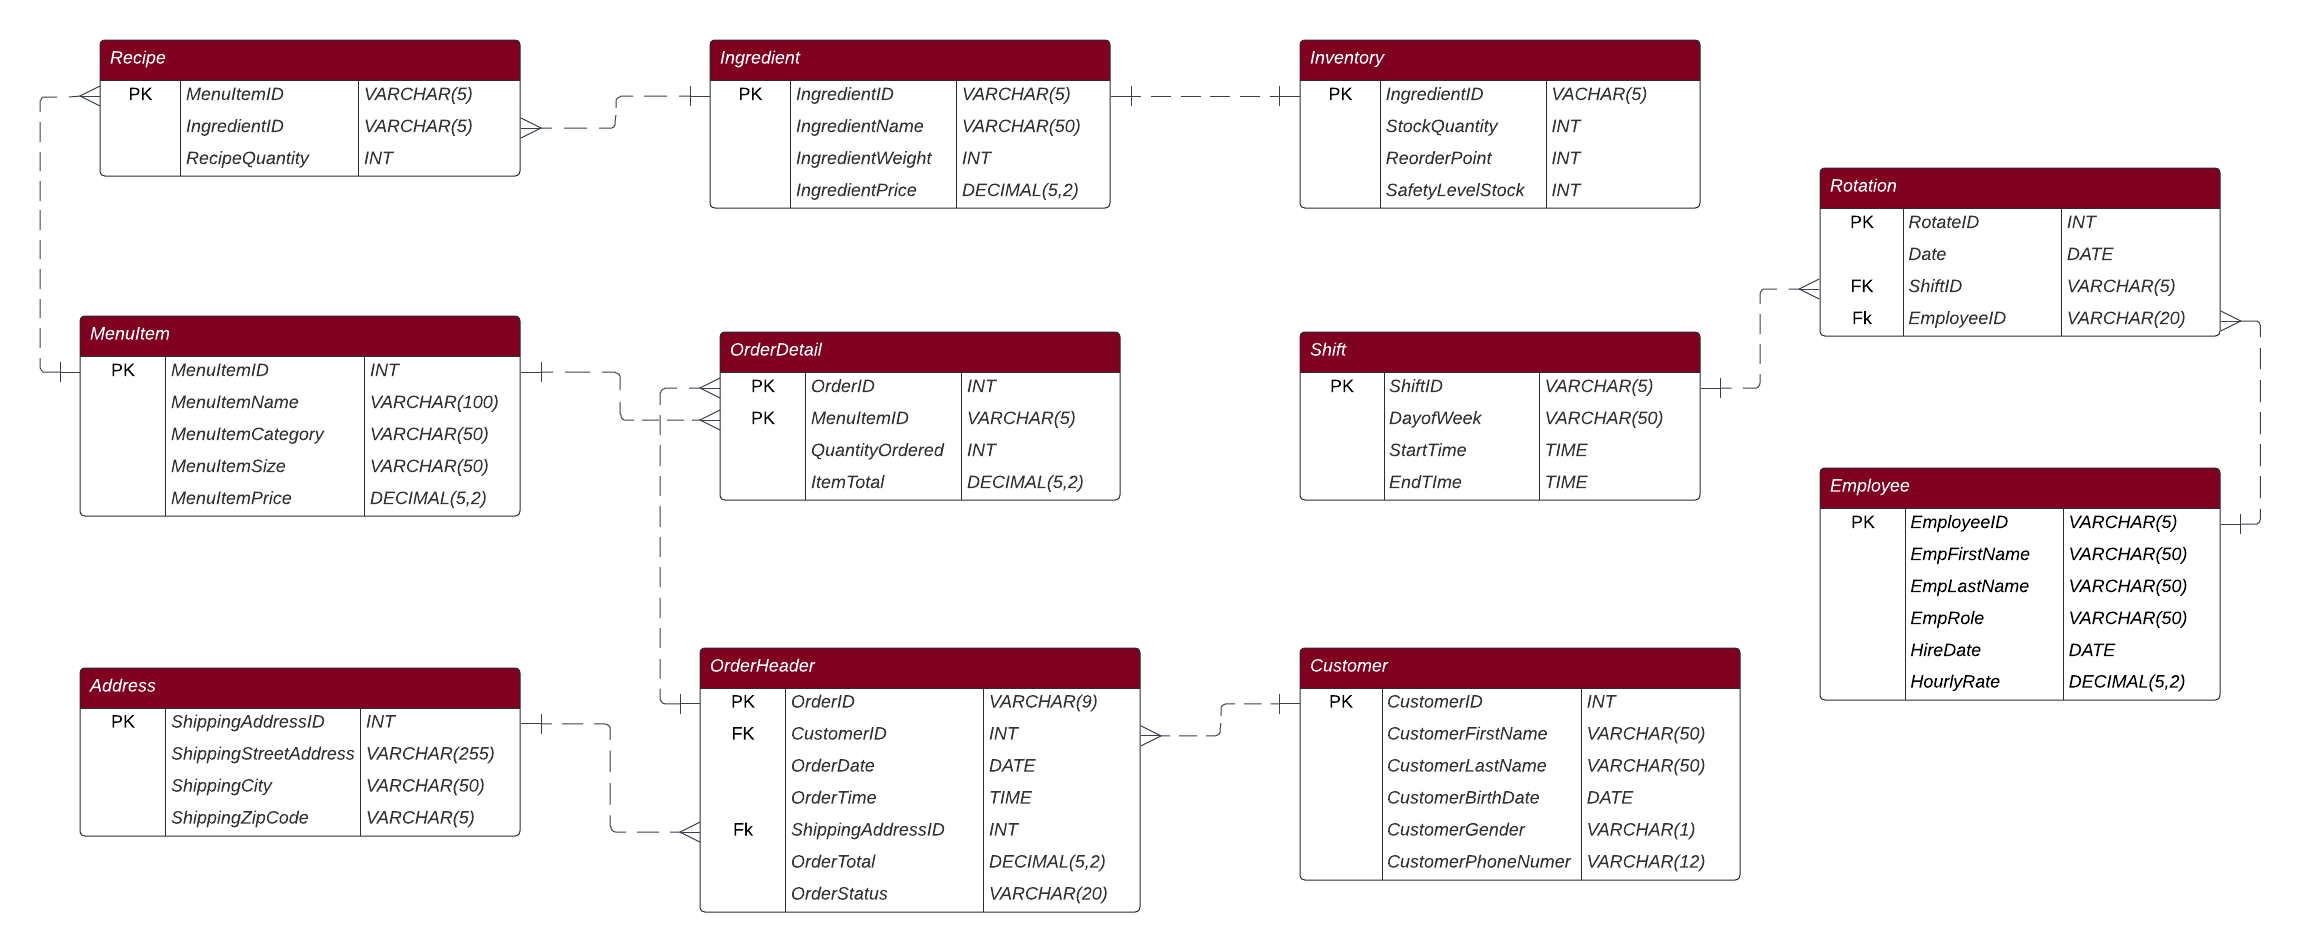 Recipe
PK MenuItemID VARCHAR(5)
IngredientID VARCHAR(5)
RecipeQuantity INT
Ingredient
PK IngredientID VARCHAR(5)
IngredientName VARCHAR(50)
IngredientWeight INT
IngredientPrice DECIMAL(5,2)
Inventory
PK IngredientID VACHAR(5)
StockQuantity INT
ReorderPoint INT
SafetyLevelStock INT
Rotation
PK RotateID INT
Date DATE
FK ShiftID VARCHAR(5)
Fk EmployeeID VARCHAR(20)
MenuItem
PK MenuItemID INT
MenuItemName VARCHAR(100)
MenuItemCategory VARCHAR(50)
MenuItemSize VARCHAR(50)
MenuItemPrice DECIMAL(5,2)
OrderDetail
PK OrderID INT
PK MenuItemID VARCHAR(5)
QuantityOrdered INT
ItemTotal DECIMAL(5,2)
Shift
PK ShiftID VARCHAR(5)
DayofWeek VARCHAR(50)
StartTime TIME
EndTIme TIME
Employee
PK EmployeeID VARCHAR(5)
EmpFirstName VARCHAR(50)
EmpLastName VARCHAR(50)
EmpRole VARCHAR(50)
HireDate DATE
HourlyRate DECIMAL(5,2)
Address
PK ShippingAddressID INT
ShippingStreetAddress VARCHAR(255)
ShippingCity VARCHAR(50)
ShippingZipCode VARCHAR(5)
OrderHeader
PK OrderID VARCHAR(9)
FK CustomerID INT
OrderDate DATE
OrderTime TIME
Fk ShippingAddressID INT
OrderTotal DECIMAL(5,2)
OrderStatus VARCHAR(20)
Customer
PK CustomerID INT
CustomerFirstName VARCHAR(50)
CustomerLastName VARCHAR(50)
CustomerBirthDate DATE
CustomerGender VARCHAR(1)
CustomerPhoneNumer VARCHAR(12)